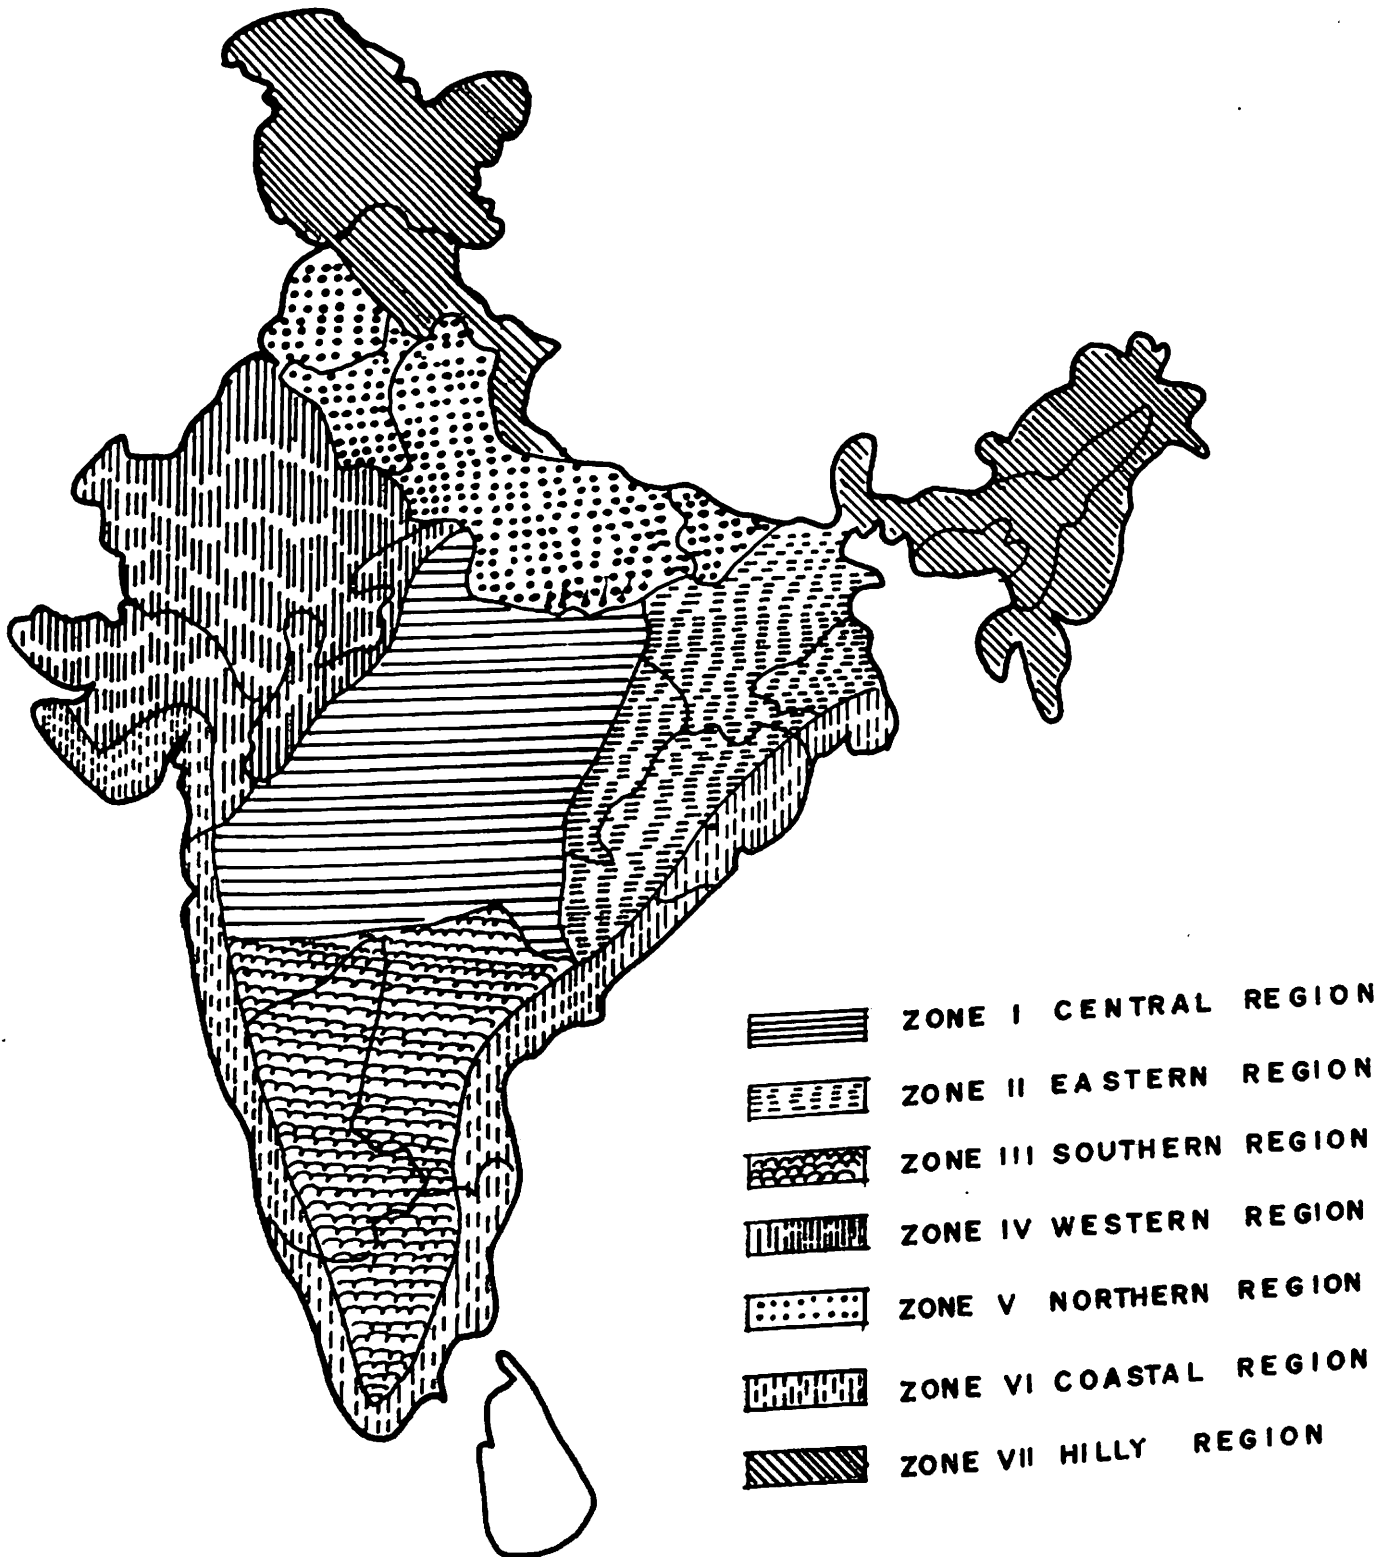 ZONE I CENTRAL REGION
ZONE II EASTERN REGION
ZONE III SOUTHERN REGION
ZONE IV WESTERN REGION
ZONE V NORTHERN REGION
ZONE VI COASTAL REGION
ZONE VII HILLY REGION